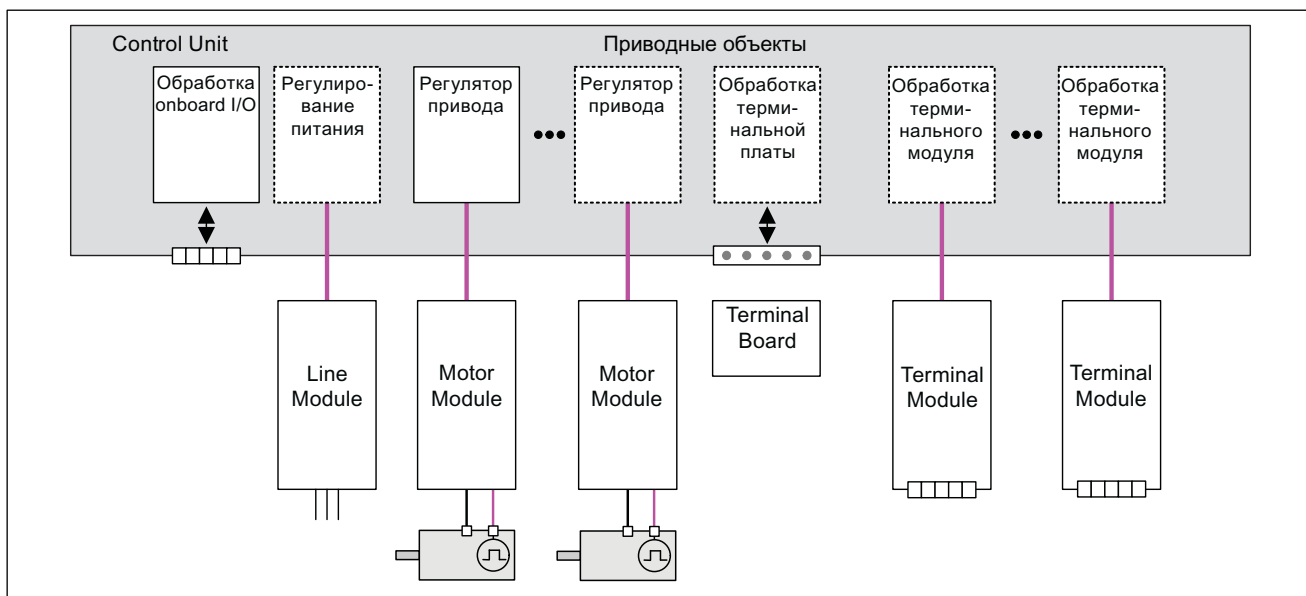 Control Unit
Приводные объекты
Обработка
onboard I/O
Регулиро-
вание
питания
Регулятор
привода
Регулятор
привода
Обработка
терми-
нальной
платы
Обработка
терми-
нального
модуля
Обработка
терми-
нального
модуля
Line
Module
Motor
Module
Motor
Module
Terminal
Board
Terminal
Module
Terminal
Module